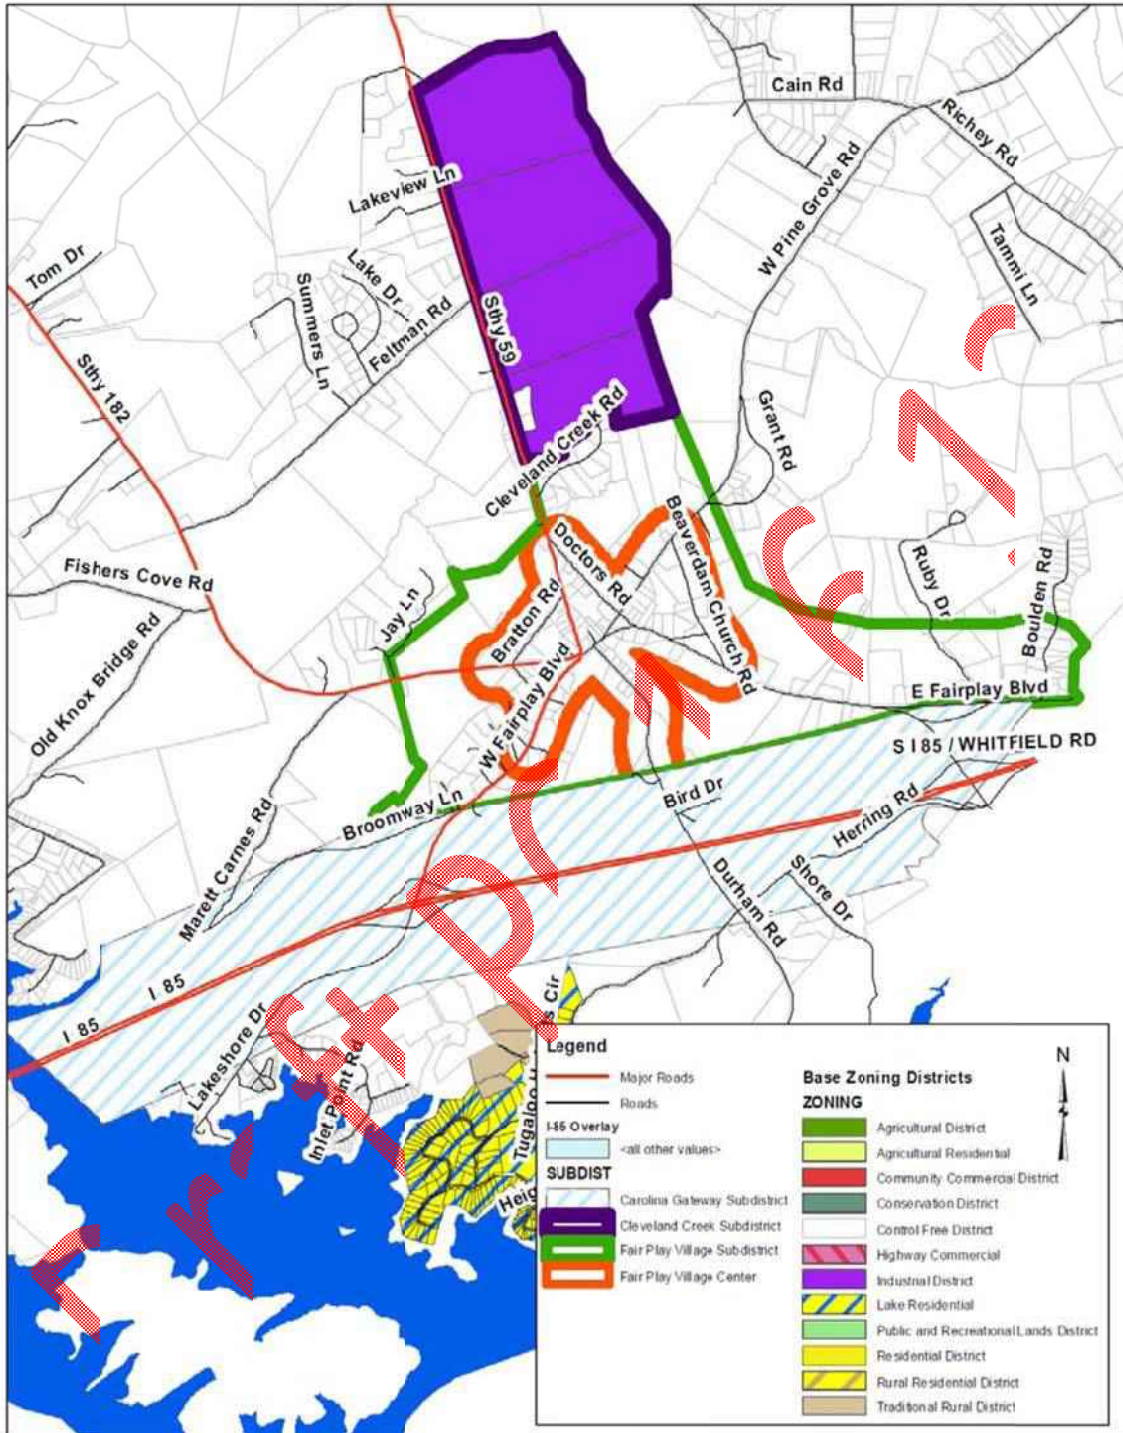 Cain Rd
Richey Rd
Lakeview Ln
W Pine Grove Rd
Tammi Ln
Tom Dr
Lake Dr
Summers Ln
Feltman Rd
Sthy 59
Sthy 182
Grant Rd
Cleveland Creek Rd
Beaverdam Church Rd
Doctors Rd
Fishers Cove Rd
Jay Ln
Bratton Rd
Ruby Dr
Boulden Rd
Old Knox Bridge Rd
W Fairplay Blvd
E Fairplay Blvd
S I 85 / WHITFIELD RD
Broomway Ln
Bird Dr
Herring Rd
Marett Carnes Rd
Shore Dr
Durham Rd
I 85
I 85
Lakeshore Dr
Inlet Point Rd
Tugaloo
Cir
Legend
Major Roads
Roads
I-85 Overlay
<all other values>
SUBDIST
Carolina Gateway Subdistrict
Cleveland Creek Subdistrict
Fair Play Village Subdistrict
Fair Play Village Center
Base Zoning Districts
ZONING
Agricultural District
Agricultural Residential
Community Commercial District
Conservation District
Control Free District
Highway Commercial
Industrial District
Lake Residential
Public and Recreational Lands District
Residential District
Rural Residential District
Traditional Rural District
N